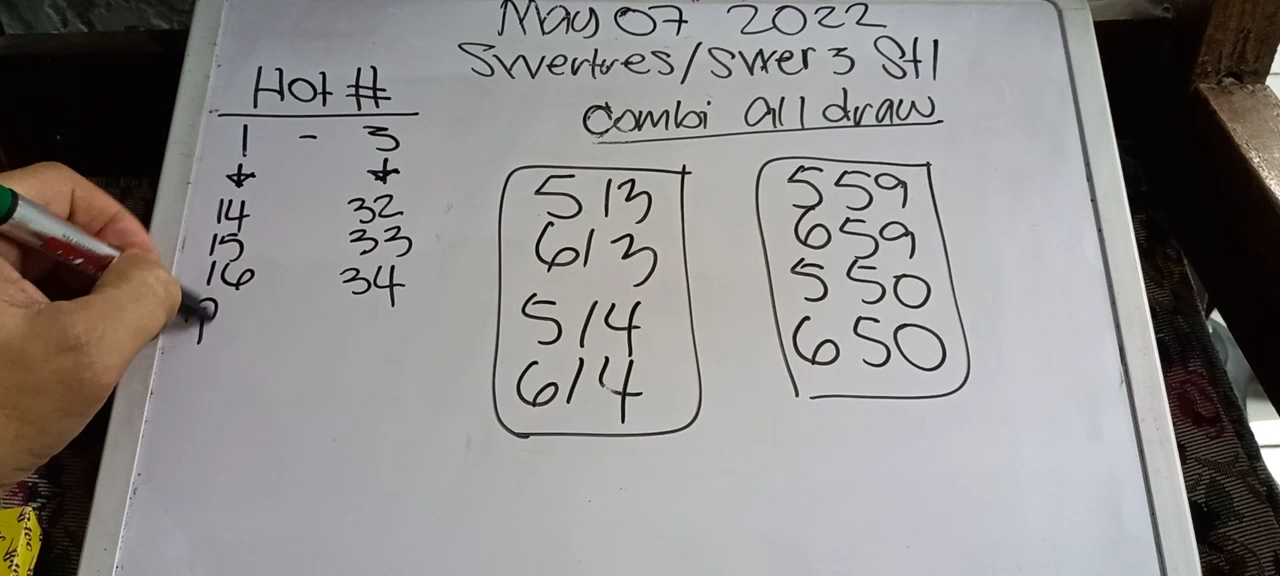 May 07 2022
Swertres/Swer3 Stl
Combi all draw
Hot #
1 - 3
14 32
15 33
16 34
513
613
514
614
559
659
550
650